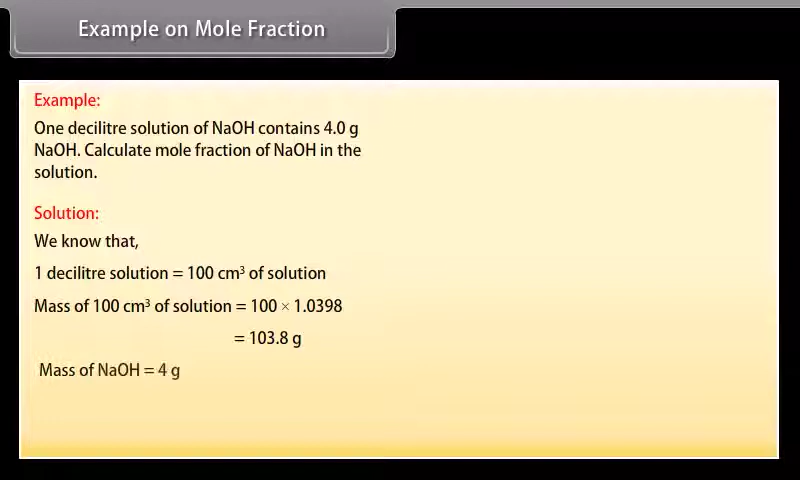 Example on Mole Fraction
Example:
One decilitre solution of NaOH contains 4.0 g
NaOH. Calculate mole fraction of NaOH in the
solution.
Solution:
We know that,
1 decilitre solution = 100 cm³ of solution
Mass of 100 cm³ of solution = 100 × 1.0398
= 103.8 g
Mass of NaOH = 4 g